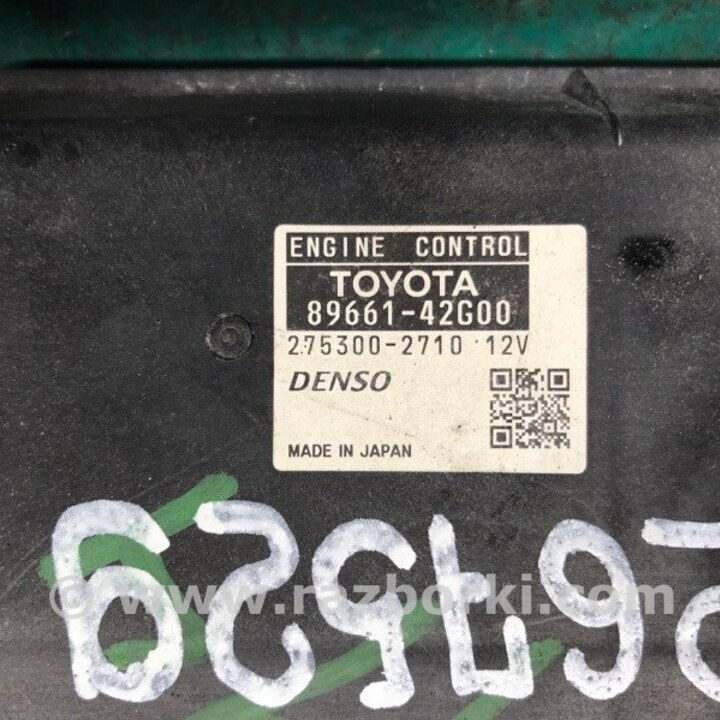 ENGINE CONTROL
TOYOTA
89661-42G00
275300-2710 12V
DENSO
MADE IN JAPAN
© www.razborki.com